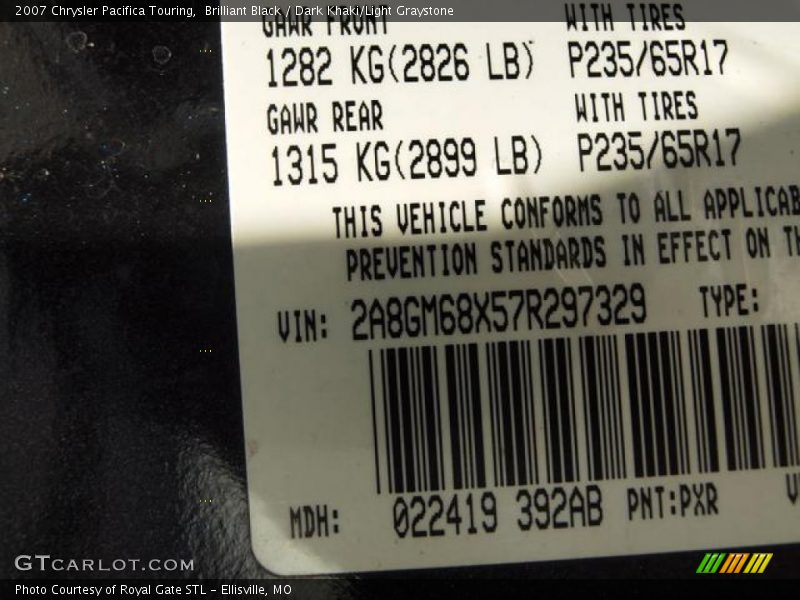 2007 Chrysler Pacifica Touring,  Brilliant Black / Dark Khaki/Light Graystone
GAWR FRONT WITH TIRES
1282 KG(2826 LB) P235/65R17
GAWR REAR WITH TIRES
1315 KG(2899 LB) P235/65R17
THIS VEHICLE CONFORMS TO ALL APPLICAB
PREVENTION STANDARDS IN EFFECT ON TH
VIN: 2A8GM68X57R297329 TYPE:
MDH: 022419 392AB PNT:PXR
GTCARLOT.COM
Photo Courtesy of Royal Gate STL – Ellisville, MO